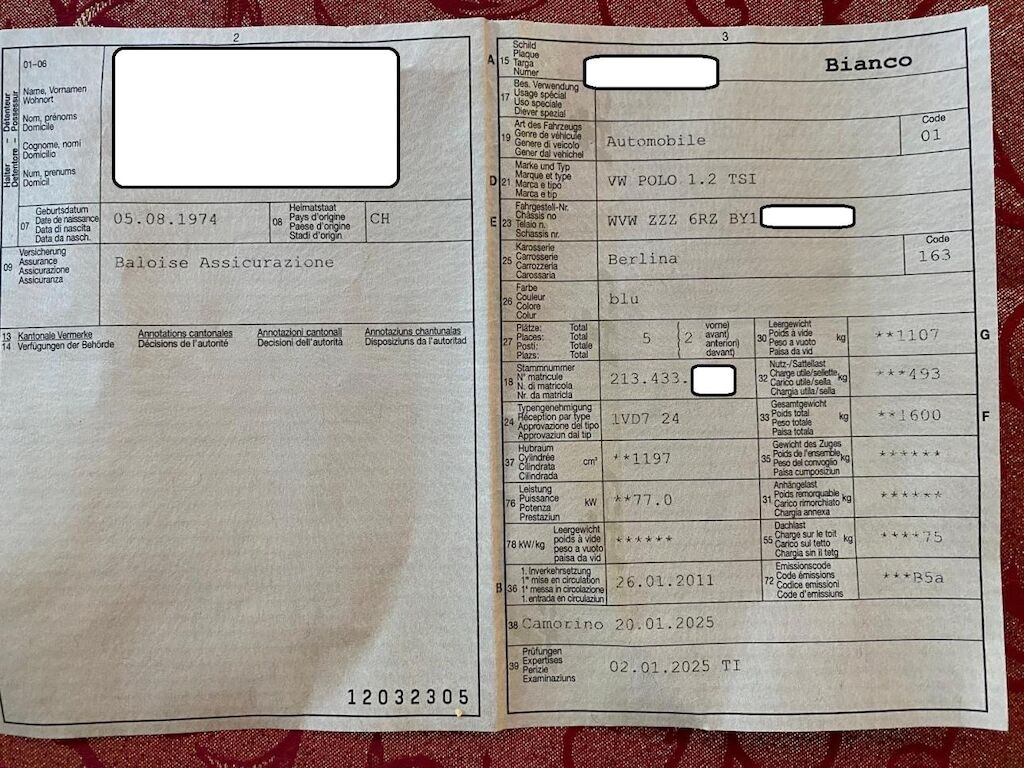 2
01-06
Halter – Détenteur
Detentore – Possessur
Name, Vornamen
Wohnort
Nom, prénoms
Domicile
Cognome, nomi
Domicilio
Num, prenums
Domicil
07
Geburtsdatum
Date de naissance
Data di nascita
Data da nasch.
05.08.1974
08
Heimatstaat
Pays d'origine
Paese d'origine
Stadi d'origin
CH
09
Versicherung
Assurance
Assicurazione
Assicuranza
Baloise Assicurazione
13 Kantonale Vermerke Annotations cantonales Annotazioni cantonali Annotaziuns chantunalas
14 Verfügungen der Behörde Décisions de l'autorité Decisioni dell'autorità Disposiziuns da l'autoritad
12032305
3
A 15
Schild
Plaque
Targa
Numer
Bianco
17
Bes. Verwendung
Usage spécial
Uso speciale
Diever spezial
19
Art des Fahrzeugs
Genre de véhicule
Genere di veicolo
Gener dal vehichel
Automobile
Code
01
D 21
Marke und Typ
Marque et type
Marca e tipo
Marca e tip
VW POLO 1.2 TSI
E 23
Fahrgestell-Nr.
Châssis no
Telaio n.
Schassis nr.
WVW ZZZ 6RZ BY1
25
Karosserie
Carrosserie
Carrozzeria
Carossaria
Berlina
Code
163
26
Farbe
Couleur
Colore
Colur
blu
27
Plätze: Total
Places: Total
Posti: Totale
Plazs: Total
5 { 2
vorne)
avant)
anteriori)
davant)
30
Leergewicht
Poids à vide
Peso a vuoto
Paisa da vid
kg
**1107
G
18
Stammnummer
N° matricule
N. di matricola
Nr. da matricla
213.433.
32
Nutz-/Sattellast
Charge utile/sellette
Carico utile/sella
Chargia utila/sella
kg
***493
24
Typengenehmigung
Réception par type
Approvazione del tipo
Approvaziun dal tip
1VD7 24
33
Gesamtgewicht
Poids total
Peso totale
Paisa totala
kg
**1600
F
37
Hubraum
Cylindrée
Cilindrata
Cilindrada
cm³
**1197
35
Gewicht des Zuges
Poids de l'ensemble
Peso del convoglio
Paisa cumposiziun
kg
******
76
Leistung
Puissance
Potenza
Prestaziun
kW
**77.0
31
Anhängelast
Poids remorquable
Carico rimorchiato
Chargia annexa
kg
******
78 kW/kg
Leergewicht
poids à vide
peso a vuoto
paisa da vid
******
55
Dachlast
Charge sur le toit
Carico sul tetto
Chargia sin il tetg
kg
****75
B 36
1. Inverkehrsetzung
1re mise en circulation
1a messa in circolazione
1. entrada en circulaziun
26.01.2011
72
Emissionscode
Code émissions
Codice emissioni
Code d'emissiuns
***B5a
38 Camorino 20.01.2025
39
Prüfungen
Expertises
Perizie
Examinaziuns
02.01.2025 TI